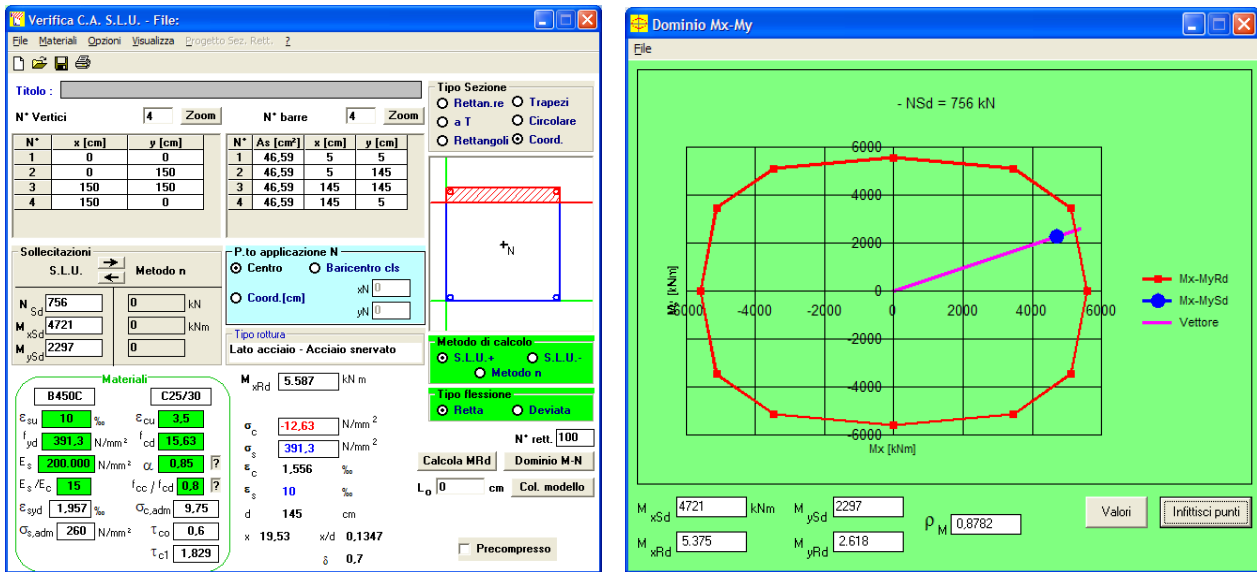 Verifica C.A. S.L.U. - File:
File Materiali Opzioni Visualizza Progetto Sez. Rett. ?
Titolo :
N* Vertici 4 Zoom N* barre 4 Zoom
N* x [cm] y [cm]
1 0 0
2 0 150
3 150 150
4 150 0
N* As [cm²] x [cm] y [cm]
1 46,59 5 5
2 46,59 5 145
3 46,59 145 145
4 46,59 145 5
Tipo Sezione
Rettan.re Trapezi
a T Circolare
Rettangoli Coord.
N
Sollecitazioni
S.L.U. Metodo n
N Sd 756 0 kN
M xSd 4721 0 kNm
M ySd 2297 0
P.to applicazione N
Centro Baricentro cls
Coord.[cm] xN 0
yN 0
Tipo rottura
Lato acciaio - Acciaio snervato
Metodo di calcolo
S.L.U.+ S.L.U.-
Metodo n
Tipo flessione
Retta Deviata
Materiali
B450C C25/30
εsu 10 ‰ εcu 3,5
fyd 391,3 N/mm² fcd 15,63
Es 200.000 N/mm² α 0,85 ?
Es /Ec 15 fcc / fcd 0,8 ?
εsyd 1,957 ‰ σc,adm 9,75
σs,adm 260 N/mm² τco 0,6
τc1 1,829
M xRd 5.587 kN m
σc -12,63 N/mm²
σs 391,3 N/mm²
εc 1,556 ‰
εs 10 ‰
d 145 cm
x 19,53 x/d 0,1347
δ 0,7
N* rett. 100
Calcola MRd Dominio M-N
Lo 0 cm Col. modello
Precompresso
Dominio Mx-My
File
- NSd = 756 kN
6000
4000
2000
0
-2000
-4000
-6000
My [kNm]
-6000 -4000 -2000 0 2000 4000 6000
Mx [kNm]
Mx-MyRd
Mx-MySd
Vettore
M xSd 4721 kNm M ySd 2297
M xRd 5.375 M yRd 2.618
ρ M 0,8782
Valori Infittisci punti